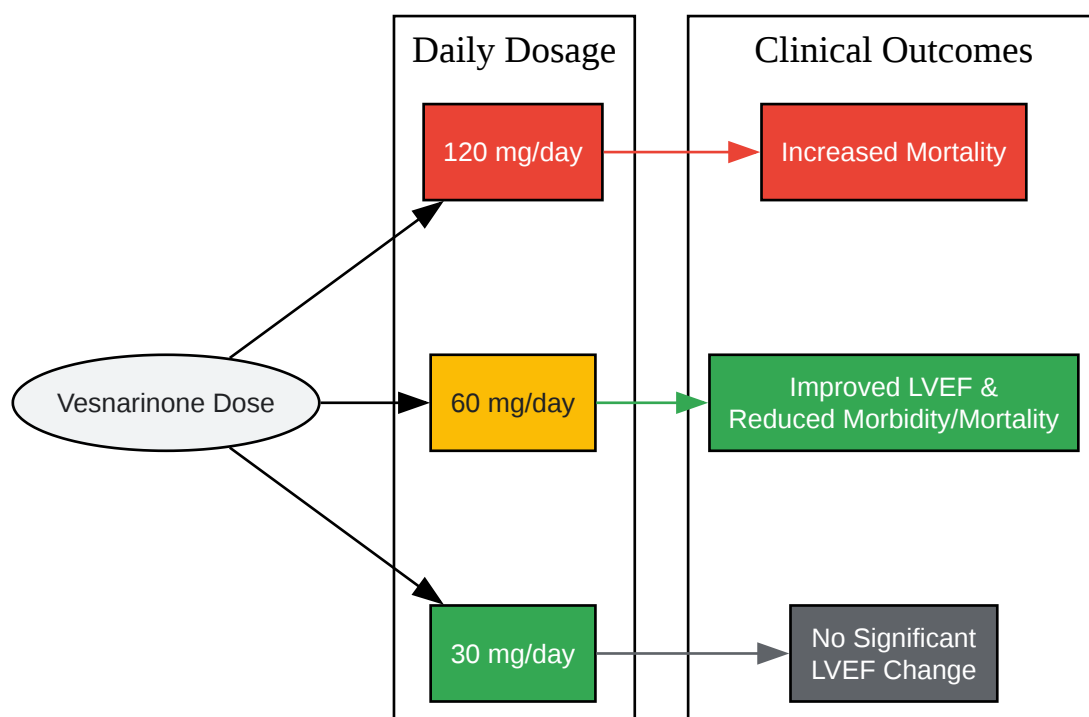 Daily Dosage
Clinical Outcomes
120 mg/day
Increased Mortality
Vesnarinone Dose
60 mg/day
Improved LVEF &
Reduced Morbidity/Mortality
30 mg/day
No Significant
LVEF Change